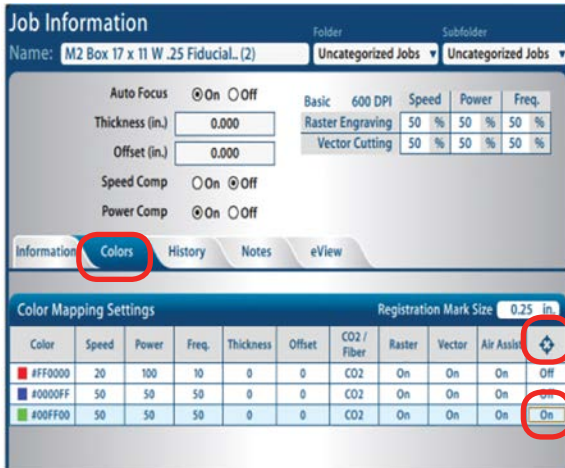 Job Information
Folder Subfolder
Name: M2 Box 17 x 11 W .25 Fiducial.. (2) Uncategorized Jobs Uncategorized Jobs
Auto Focus On Off
Basic 600 DPI Speed Power Freq.
Thickness (in.) 0.000 Raster Engraving 50 % 50 % 50 %
Offset (in.) 0.000 Vector Cutting 50 % 50 % 50 %
Speed Comp On Off
Power Comp On Off
Information Colors History Notes eView
Color Mapping Settings Registration Mark Size 0.25 in.
Color Speed Power Freq. Thickness Offset CO2 / Fiber Raster Vector Air Assist
#FF0000 20 100 10 0 0 CO2 On On On Off
#0000FF 50 50 50 0 0 CO2 On On On Off
#00FF00 50 50 50 0 0 CO2 On On On On